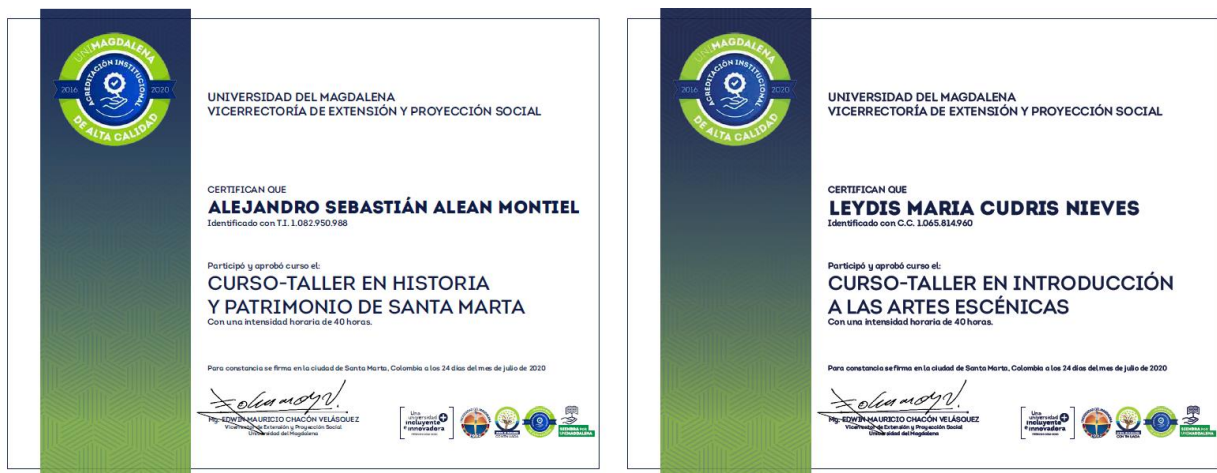 UNIMAGDALENA
ACREDITACIÓN INSTITUCIONAL
2016 2020
DE ALTA CALIDAD
UNIVERSIDAD DEL MAGDALENA
VICERRECTORÍA DE EXTENSIÓN Y PROYECCIÓN SOCIAL
CERTIFICAN QUE
ALEJANDRO SEBASTIÁN ALEAN MONTIEL
Identificado con T.I. 1.082.950.988
Participó y aprobó curso el:
CURSO-TALLER EN HISTORIA
Y PATRIMONIO DE SANTA MARTA
Con una intensidad horaria de 40 horas.
Para constancia se firma en la ciudad de Santa Marta, Colombia a los 24 días del mes de julio de 2020
Mg. EDWIN MAURICIO CHACÓN VELÁSQUEZ
Vicerrector de Extensión y Proyección Social
Universidad del Magdalena
Una
universidad
incluyente
e innovadora
UNIMAGDALENA
ACREDITACIÓN INSTITUCIONAL
2016 2020
DE ALTA CALIDAD
UNIVERSIDAD DEL MAGDALENA
VICERRECTORÍA DE EXTENSIÓN Y PROYECCIÓN SOCIAL
CERTIFICAN QUE
LEYDIS MARIA CUDRIS NIEVES
Identificado con C.C. 1.065.814.960
Participó y aprobó curso el:
CURSO-TALLER EN INTRODUCCIÓN
A LAS ARTES ESCÉNICAS
Con una intensidad horaria de 40 horas.
Para constancia se firma en la ciudad de Santa Marta, Colombia a los 24 días del mes de julio de 2020
Mg. EDWIN MAURICIO CHACÓN VELÁSQUEZ
Vicerrector de Extensión y Proyección Social
Universidad del Magdalena
Una
universidad
incluyente
e innovadora